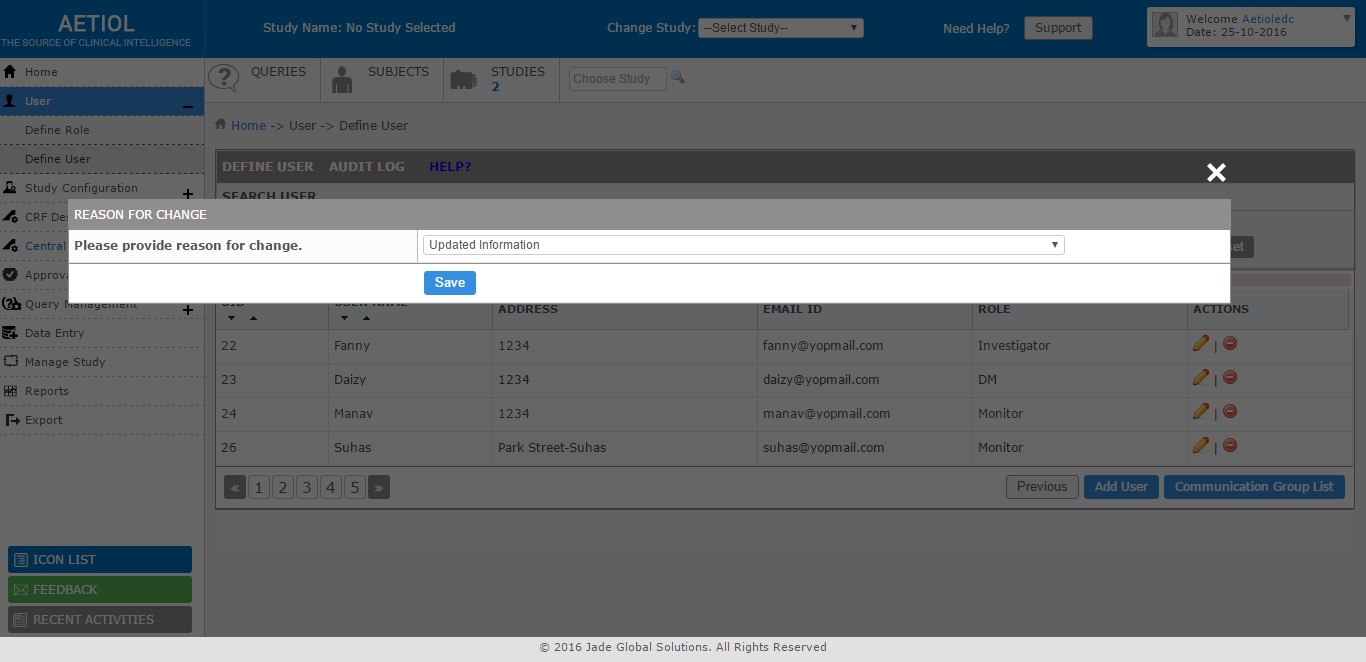 AETIOL
THE SOURCE OF CLINICAL INTELLIGENCE
Study Name: No Study Selected
Change Study: --Select Study--
Need Help? Support
Welcome Aetioledc
Date: 25-10-2016
Home
User
Define Role
Define User
Study Configuration
CRF De
Central
Approva
Query Management
Data Entry
Manage Study
Reports
Export
ICON LIST
FEEDBACK
RECENT ACTIVITIES
QUERIES
SUBJECTS
STUDIES
2
Choose Study
Home -> User -> Define User
DEFINE USER AUDIT LOG HELP?
SEARCH USER
REASON FOR CHANGE
Please provide reason for change. Updated Information
Save
USER NAME ADDRESS EMAIL ID ROLE ACTIONS
22 Fanny 1234 fanny@yopmail.com Investigator |
23 Daizy 1234 daizy@yopmail.com DM |
24 Manav 1234 manav@yopmail.com Monitor |
26 Suhas Park Street-Suhas suhas@yopmail.com Monitor |
« 1 2 3 4 5 »
Previous Add User Communication Group List
© 2016 Jade Global Solutions. All Rights Reserved